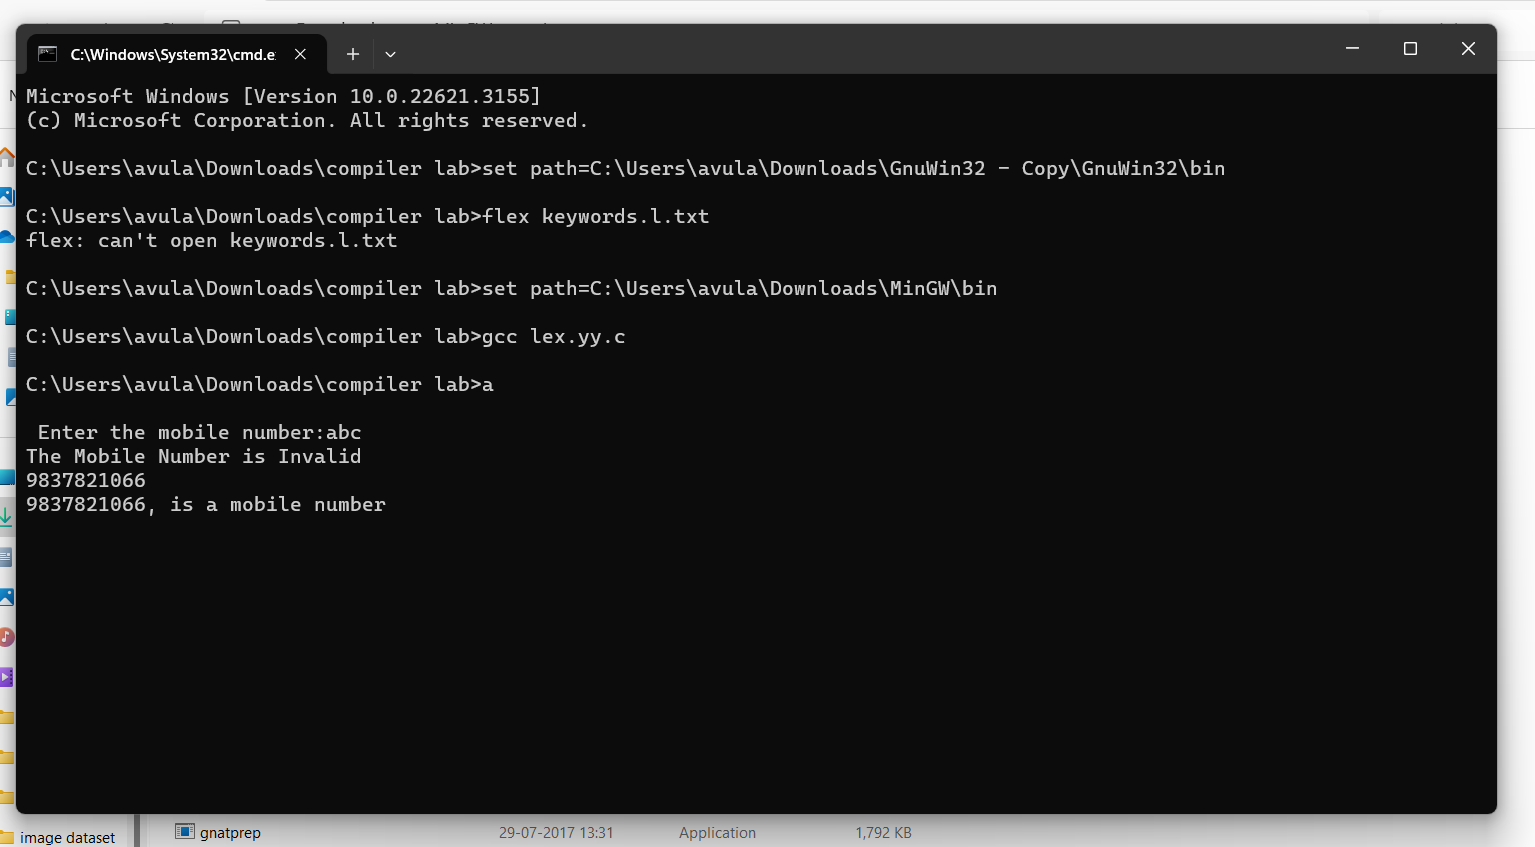 C:\Windows\System32\cmd.e
Microsoft Windows [Version 10.0.22621.3155]
(c) Microsoft Corporation. All rights reserved.
C:\Users\avula\Downloads\compiler lab>set path=C:\Users\avula\Downloads\GnuWin32 - Copy\GnuWin32\bin
C:\Users\avula\Downloads\compiler lab>flex keywords.l.txt
flex: can't open keywords.l.txt
C:\Users\avula\Downloads\compiler lab>set path=C:\Users\avula\Downloads\MinGW\bin
C:\Users\avula\Downloads\compiler lab>gcc lex.yy.c
C:\Users\avula\Downloads\compiler lab>a
Enter the mobile number:abc
The Mobile Number is Invalid
9837821066
9837821066, is a mobile number
image dataset
gnatprep 29-07-2017 13:31 Application 1,792 KB